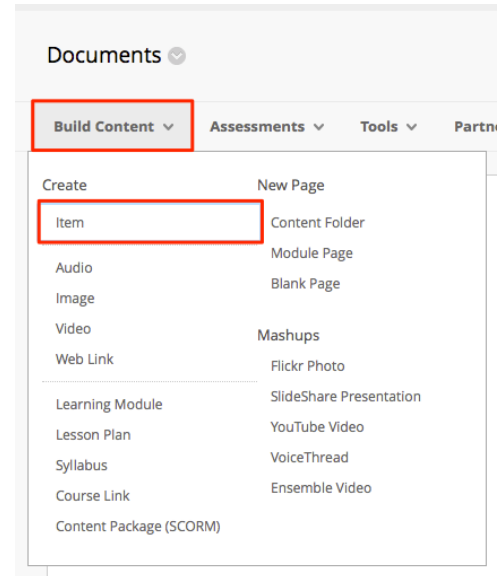 Documents
Build Content
Assessments
Tools
Create
Item
Audio
Image
Video
Web Link
Learning Module
Lesson Plan
Syllabus
Course Link
Content Package (SCORM)
New Page
Content Folder
Module Page
Blank Page
Mashups
Flickr Photo
SlideShare Presentation
YouTube Video
VoiceThread
Ensemble Video